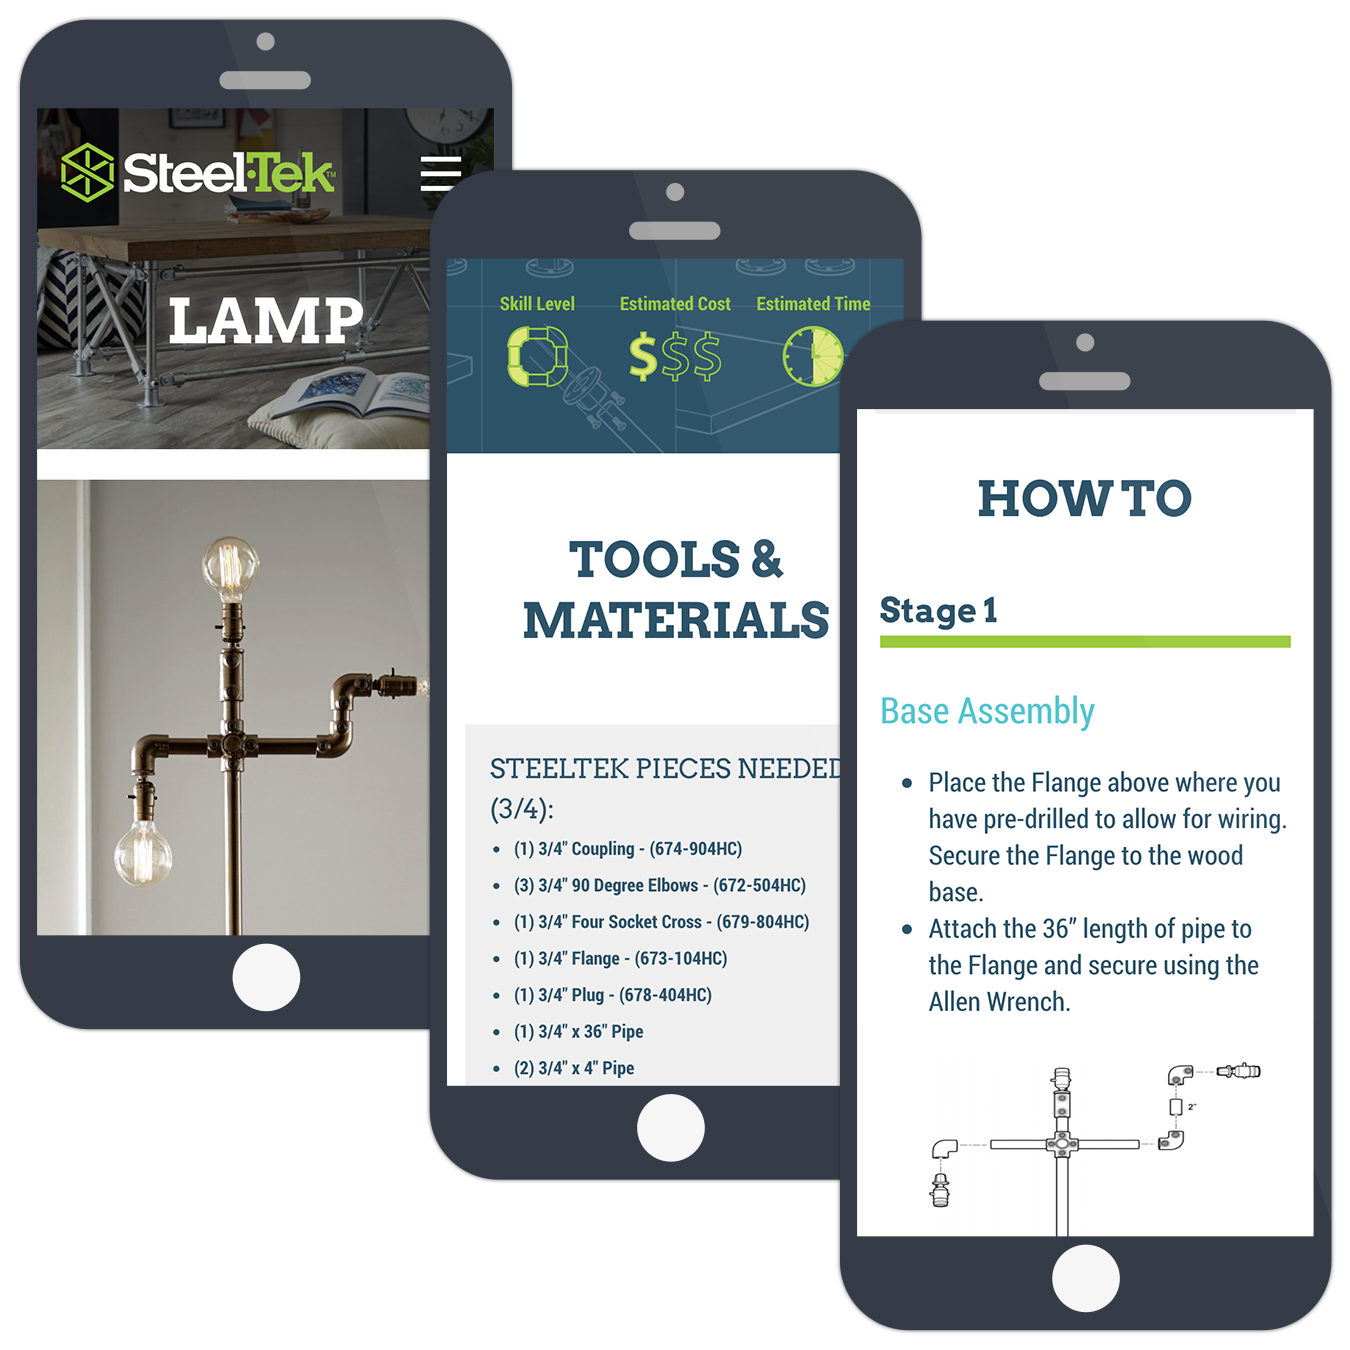 Steel·Tek™
LAMP
Skill Level Estimated Cost Estimated Time
$$$
TOOLS &
MATERIALS
STEELTEK PIECES NEEDED
(3/4):
• (1) 3/4" Coupling - (674-904HC)
• (3) 3/4" 90 Degree Elbows - (672-504HC)
• (1) 3/4" Four Socket Cross - (679-804HC)
• (1) 3/4" Flange - (673-104HC)
• (1) 3/4" Plug - (678-404HC)
• (1) 3/4" x 36" Pipe
• (2) 3/4" x 4" Pipe
HOW TO
Stage 1
Base Assembly
• Place the Flange above where you
have pre-drilled to allow for wiring.
Secure the Flange to the wood
base.
• Attach the 36” length of pipe to
the Flange and secure using the
Allen Wrench.
2"